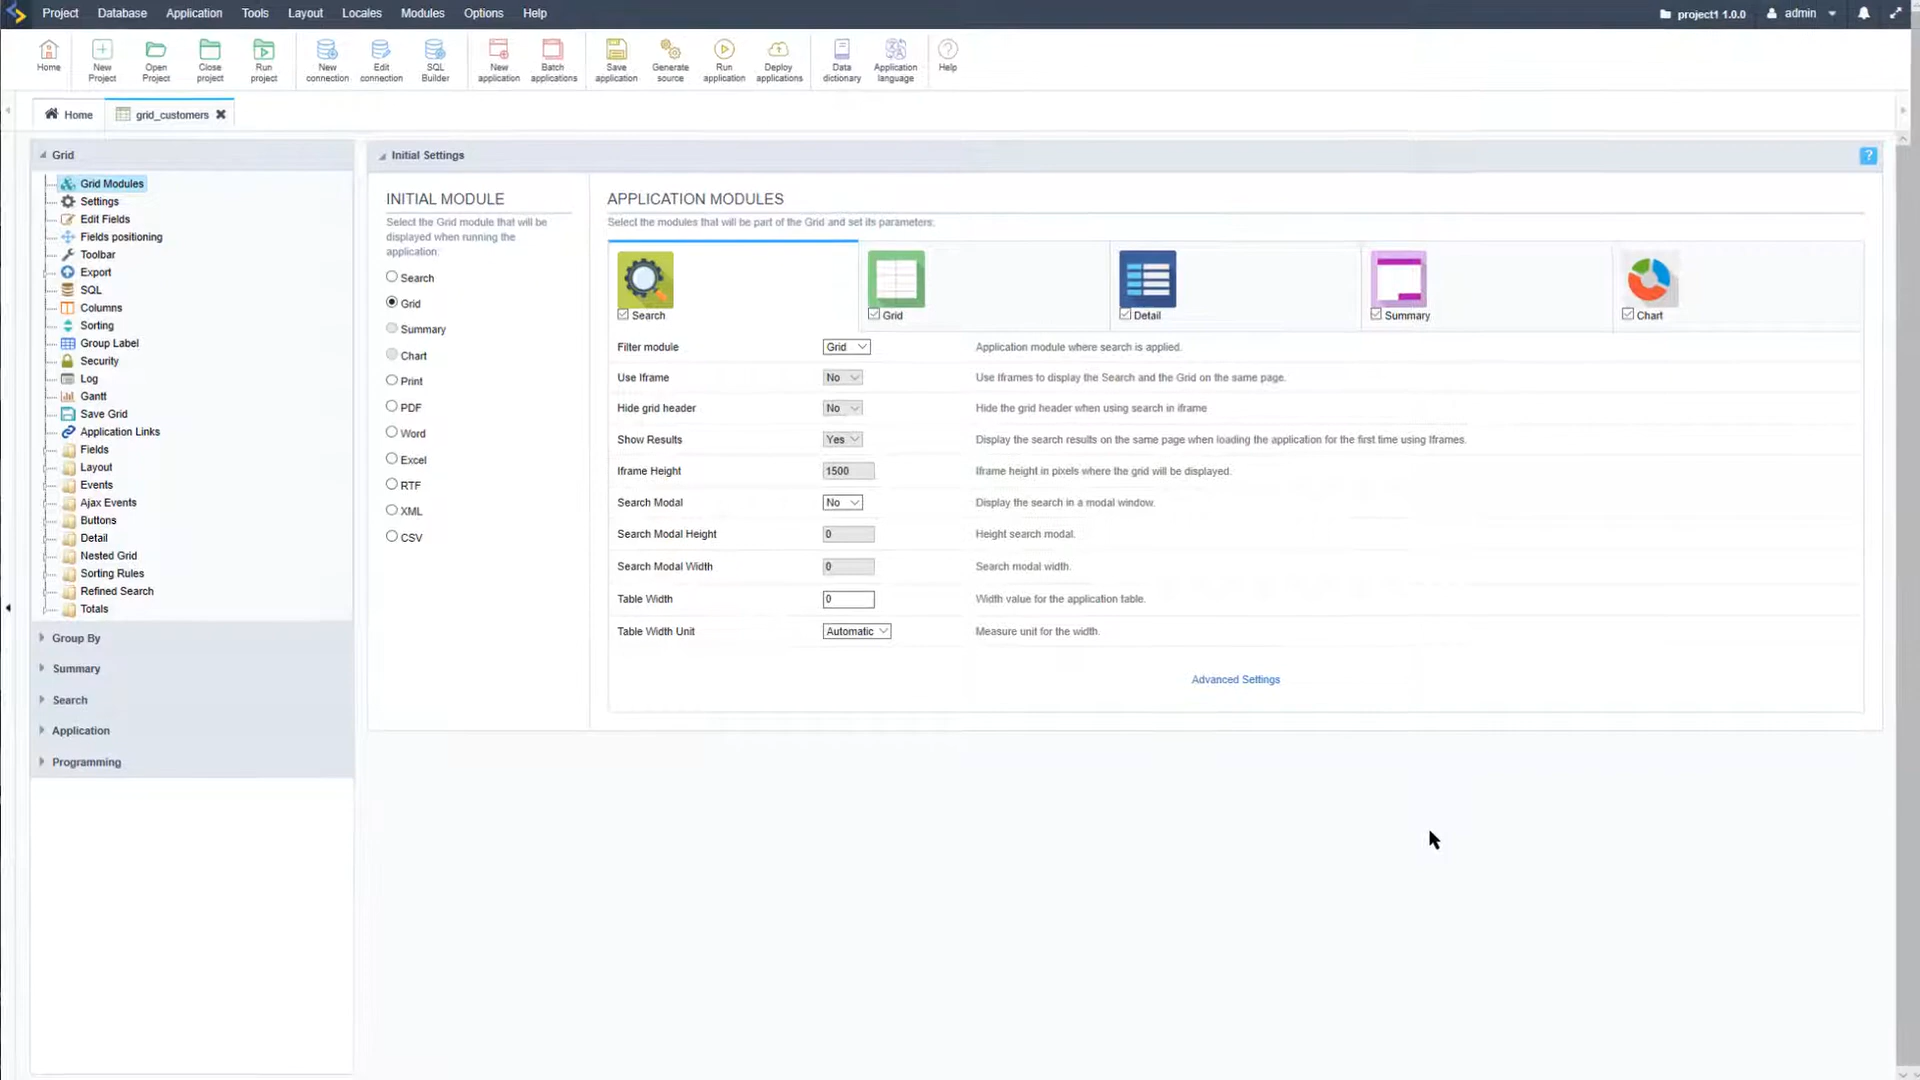 Project Database Application Tools Layout Locales Modules Options Help
project1 1.0.0 admin
Home
New Project
Open Project
Close project
Run project
New connection
Edit connection
SQL Builder
New application
Batch applications
Save application
Generate source
Run application
Deploy applications
Data dictionary
Application language
Help
Home
grid_customers
Grid
Grid Modules
Settings
Edit Fields
Fields positioning
Toolbar
Export
SQL
Columns
Sorting
Group Label
Security
Log
Gantt
Save Grid
Application Links
Fields
Layout
Events
Ajax Events
Buttons
Detail
Nested Grid
Sorting Rules
Refined Search
Totals
Group By
Summary
Search
Application
Programming
Initial Settings
?
INITIAL MODULE
Select the Grid module that will be
displayed when running the
application.
Search
Grid
Summary
Chart
Print
PDF
Word
Excel
RTF
XML
CSV
APPLICATION MODULES
Select the modules that will be part of the Grid and set its parameters.
Search
Grid
Detail
Summary
Chart
Filter module Grid Application module where search is applied.
Use Iframe No Use Iframes to display the Search and the Grid on the same page.
Hide grid header No Hide the grid header when using search in iframe
Show Results Yes Display the search results on the same page when loading the application for the first time using Iframes.
Iframe Height 1500 Iframe height in pixels where the grid will be displayed.
Search Modal No Display the search in a modal window.
Search Modal Height 0 Height search modal.
Search Modal Width 0 Search modal width.
Table Width 0 Width value for the application table.
Table Width Unit Automatic Measure unit for the width.
Advanced Settings